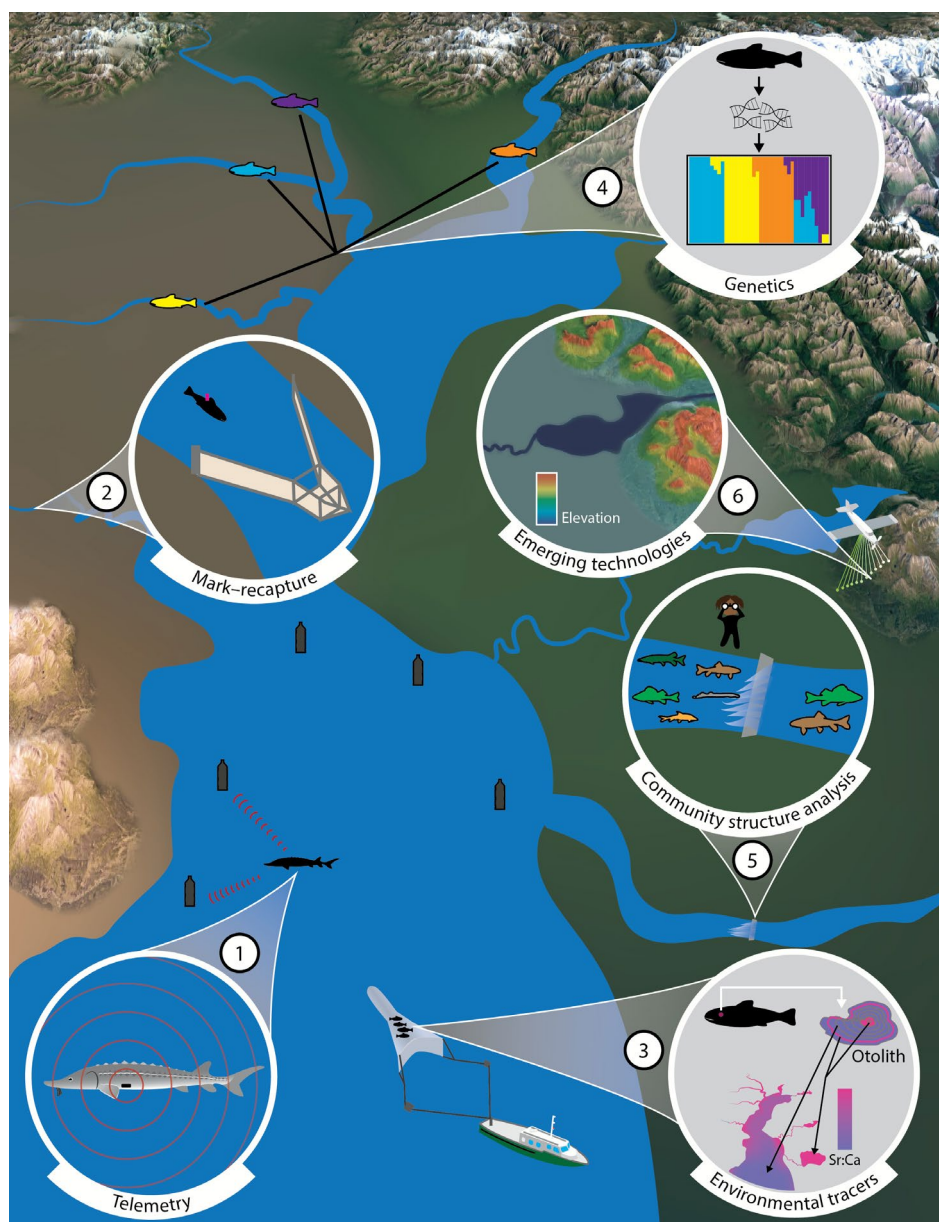 4
Genetics
2
Mark–recapture
Elevation
6
Emerging technologies
Community structure analysis
5
1
Telemetry
3
Otolith
Sr:Ca
Environmental tracers